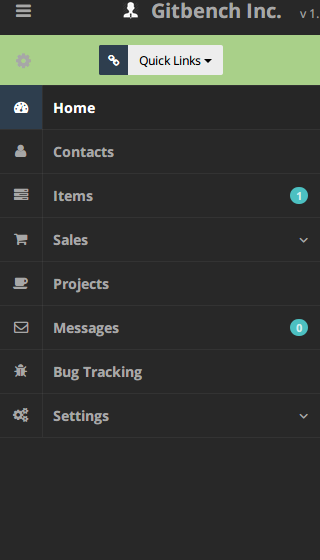 Gitbench Inc. v 1.
Quick Links
Home
Contacts
Items 1
Sales
Projects
Messages 0
Bug Tracking
Settings